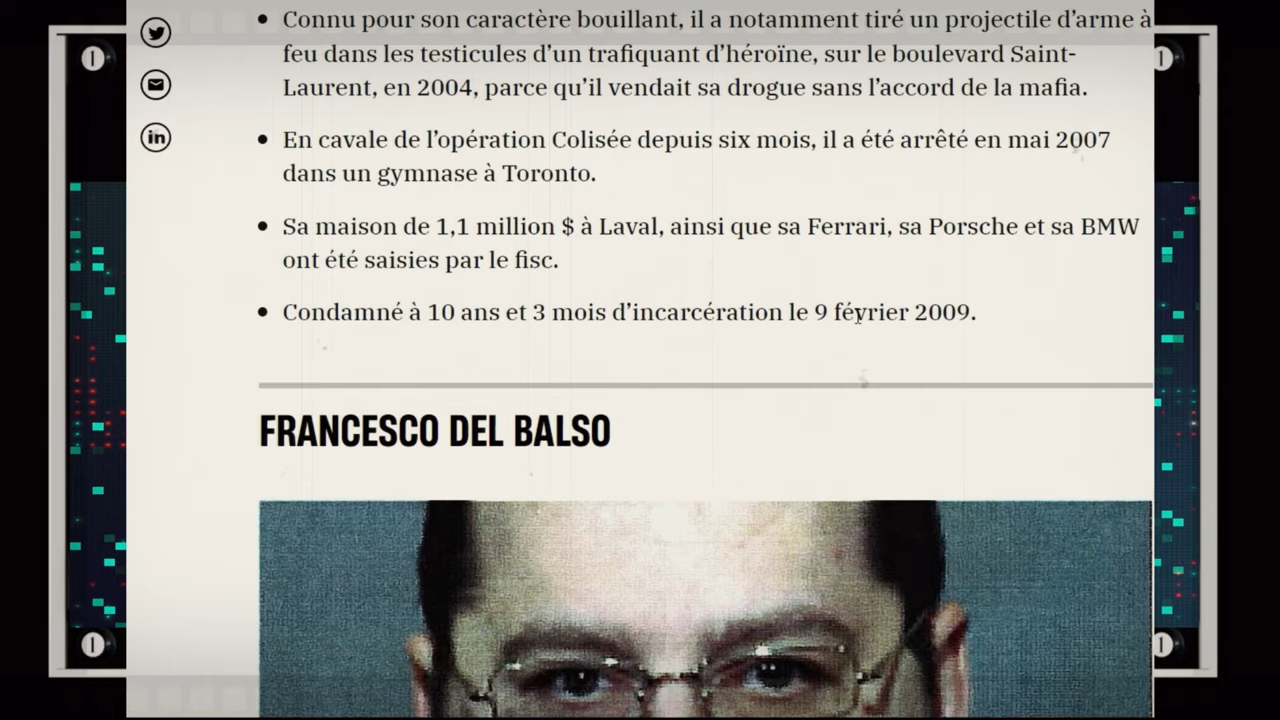 Connu pour son caractère bouillant, il a notamment tiré un projectile d’arme à
feu dans les testicules d’un trafiquant d’héroïne, sur le boulevard Saint-
Laurent, en 2004, parce qu’il vendait sa drogue sans l’accord de la mafia.
En cavale de l’opération Colisée depuis six mois, il a été arrêté en mai 2007
dans un gymnase à Toronto.
Sa maison de 1,1 million $ à Laval, ainsi que sa Ferrari, sa Porsche et sa BMW
ont été saisies par le fisc.
Condamné à 10 ans et 3 mois d’incarcération le 9 février 2009.
FRANCESCO DEL BALSO